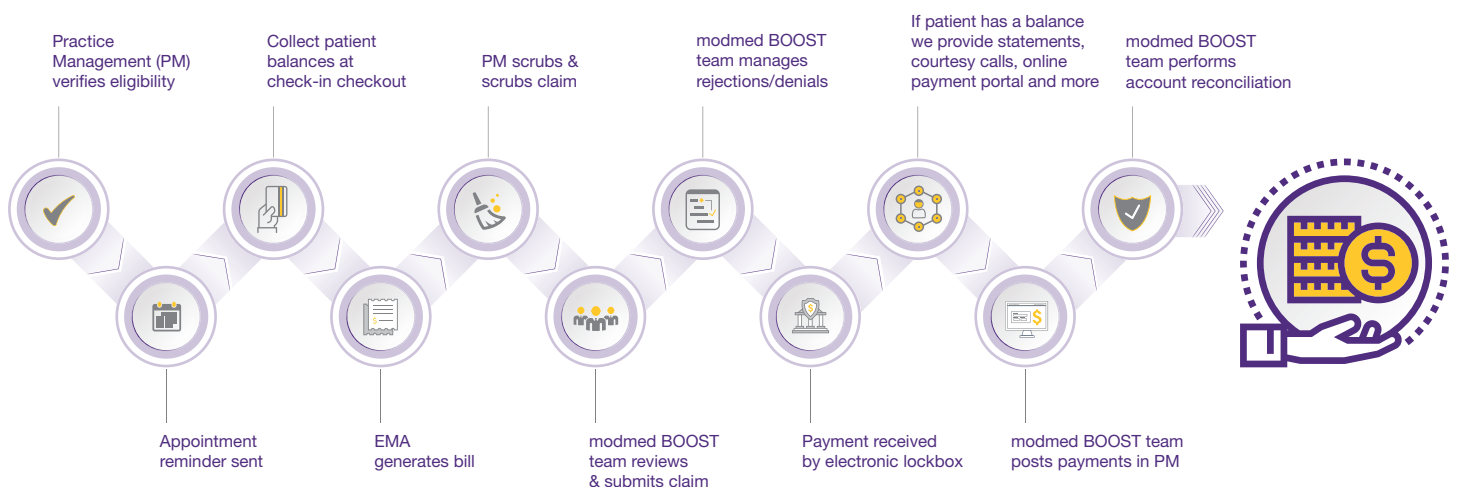 Practice
Management (PM)
verifies eligibility
Appointment
reminder sent
Collect patient
balances at
check-in checkout
EMA
generates bill
PM scrubs &
scrubs claim
modmed BOOST
team reviews
& submits claim
modmed BOOST
team manages
rejections/denials
Payment received
by electronic lockbox
If patient has a balance
we provide statements,
courtesy calls, online
payment portal and more
modmed BOOST team
posts payments in PM
modmed BOOST
team performs
account reconciliation